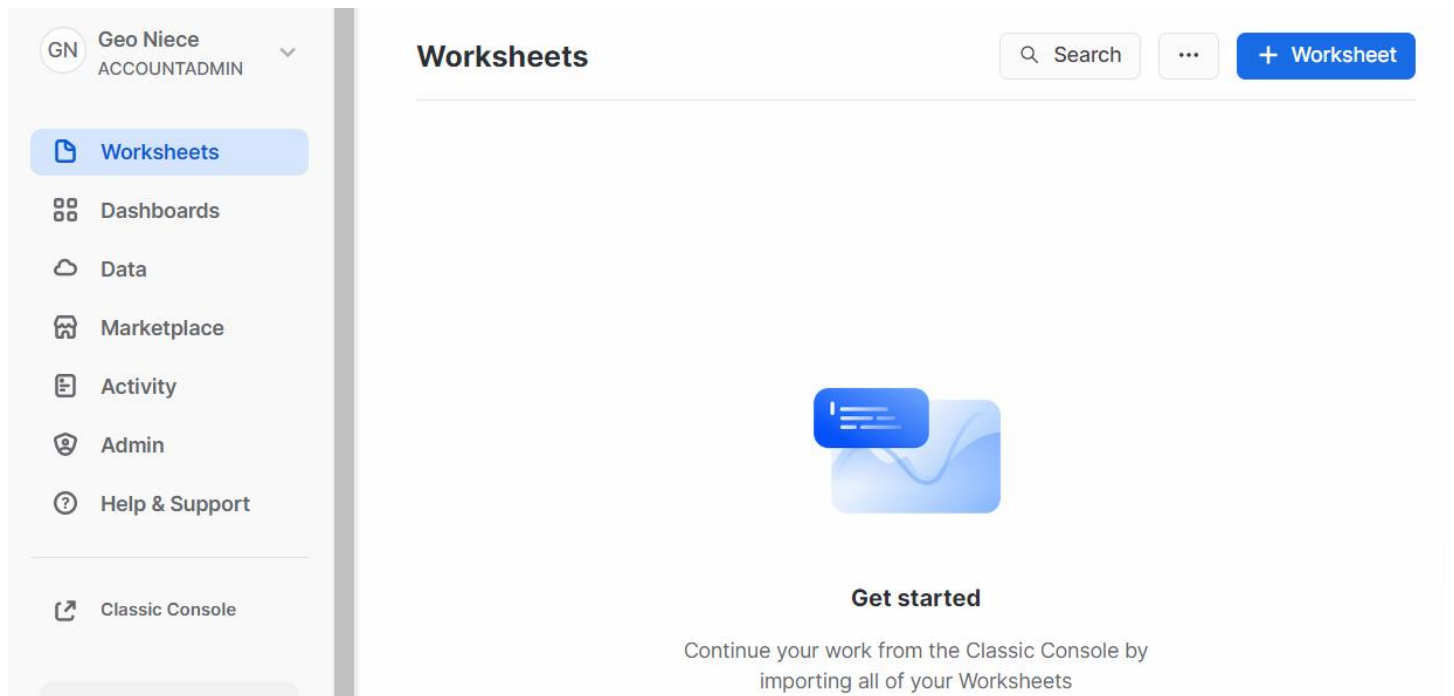 GN
Geo Niece
ACCOUNTADMIN
Worksheets
Dashboards
Data
Marketplace
Activity
Admin
Help & Support
Classic Console
Worksheets
Search
...
+ Worksheet
Get started
Continue your work from the Classic Console by
importing all of your Worksheets